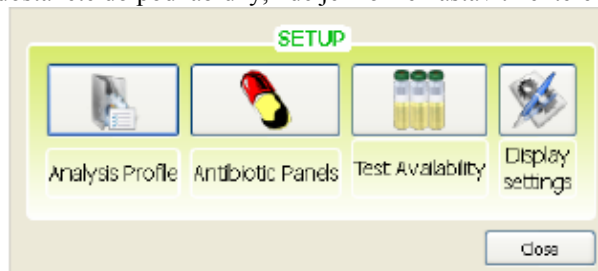 SETUP
Analysis Profile
Antibiotic Panels
Test Availability
Display
settings
Close